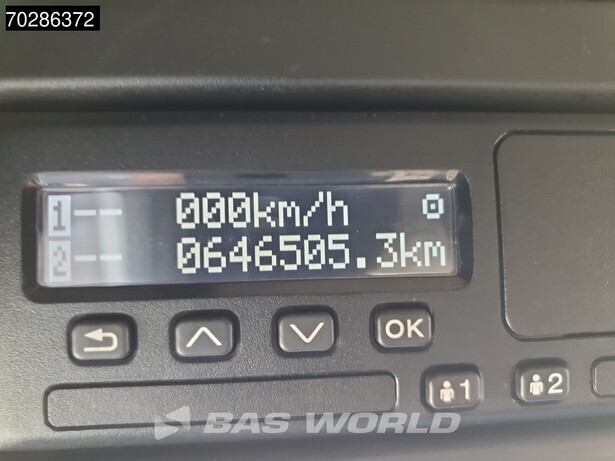 70286372
1 -- 000km/h
2 -- 0646505.3km
OK
1
2
BAS WORLD